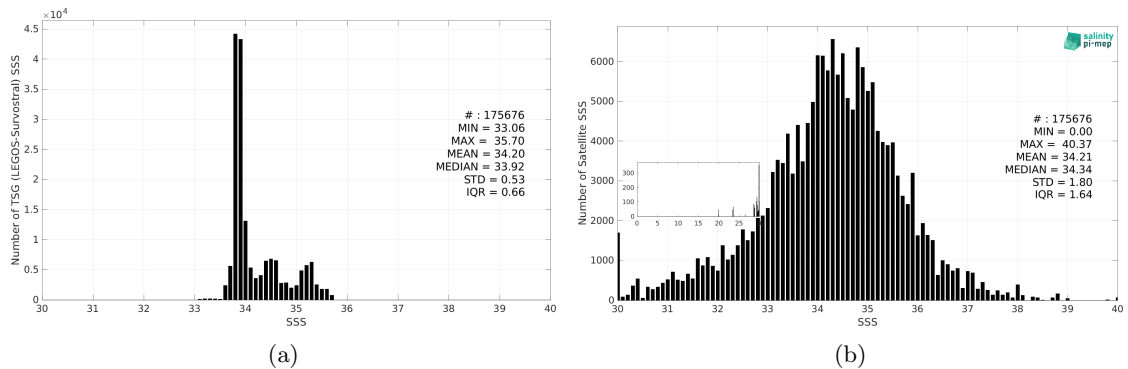 ×10⁴
4.5
4
3.5
3
2.5
2
1.5
1
0.5
0
Number of TSG (LEGOS-Survostral) SSS
# : 175676
MIN = 33.06
MAX = 35.70
MEAN = 34.20
MEDIAN = 33.92
STD = 0.53
IQR = 0.66
30 31 32 33 34 35 36 37 38 39 40
SSS
(a)
6000
5000
4000
3000
2000
1000
0
Number of Satellite SSS
salinity
pi-mep
# : 175676
MIN = 0.00
MAX = 40.37
MEAN = 34.21
MEDIAN = 34.34
STD = 1.80
IQR = 1.64
300
200
100
0
0 5 10 15 20 25 30
30 31 32 33 34 35 36 37 38 39 40
SSS
(b)